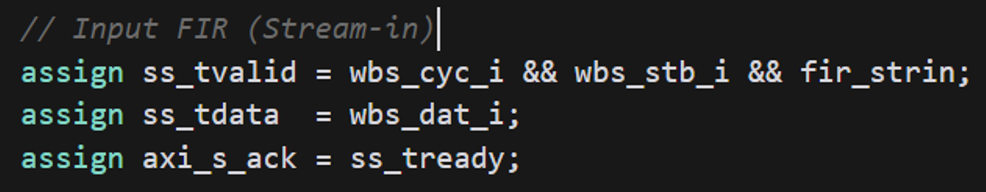 // Input FIR (Stream-in)
assign ss_tvalid = wbs_cyc_i && wbs_stb_i && fir_strin;
assign ss_tdata  = wbs_dat_i;
assign axi_s_ack = ss_tready;